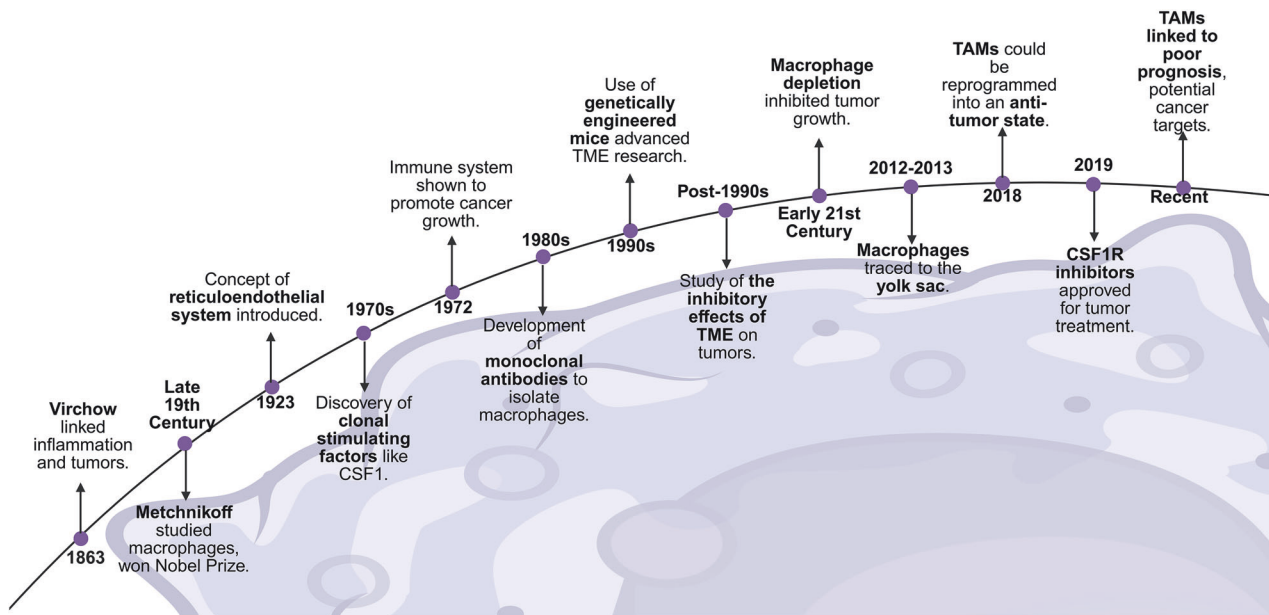 Virchow
linked
inflammation
and tumors.
1863
Late
19th
Century
Metchnikoff
studied
macrophages,
won Nobel Prize.
Concept of
reticuloendothelial
system introduced.
1923
1970s
Discovery of
clonal
stimulating
factors like
CSF1.
Immune system
shown to
promote cancer
growth.
1972
1980s
Development
of
monoclonal
antibodies to
isolate
macrophages.
Use of
genetically
engineered
mice advanced
TME research.
1990s
Post-1990s
Study of the
inhibitory
effects of
TME on
tumors.
Macrophage
depletion
inhibited tumor
growth.
Early 21st
Century
2012-2013
Macrophages
traced to the
yolk sac.
TAMs could
be
reprogrammed
into an anti-
tumor state.
2018
2019
CSF1R
inhibitors
approved
for tumor
treatment.
TAMs
linked to
poor
prognosis,
potential
cancer
targets.
Recent